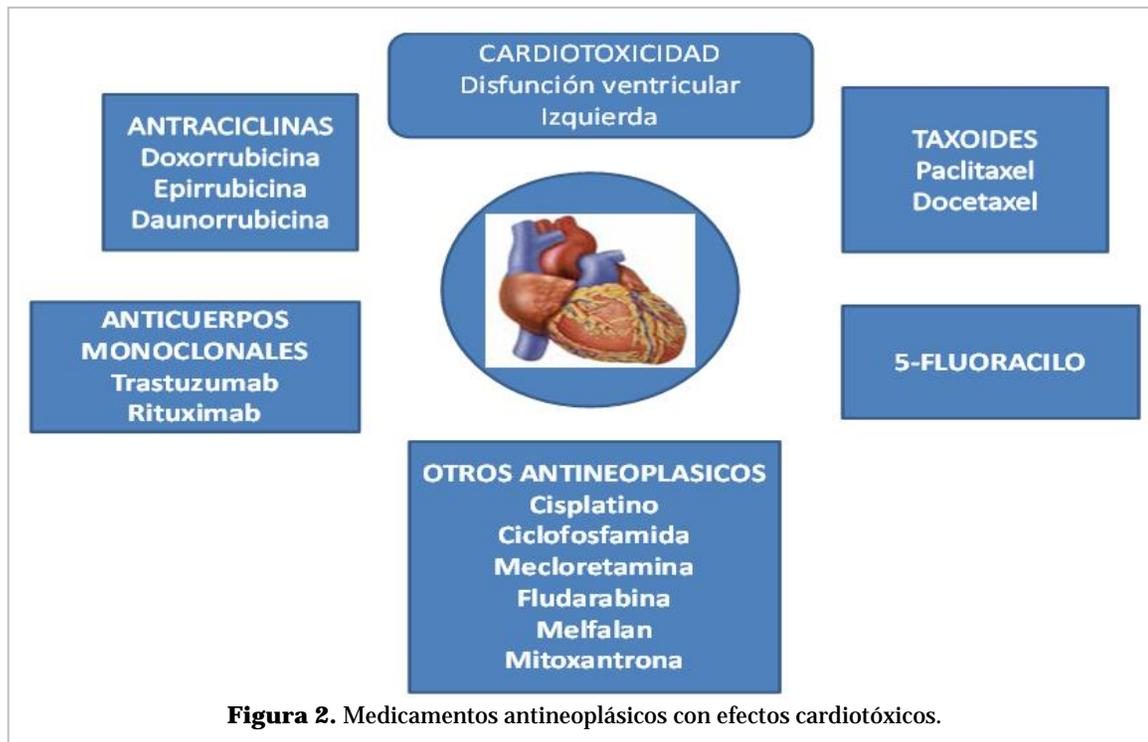 CARDIOTOXICIDAD
Disfunción ventricular
Izquierda
ANTRACICLINAS
Doxorrubicina
Epirrubicina
Daunorrubicina
TAXOIDES
Paclitaxel
Docetaxel
ANTICUERPOS
MONOCLONALES
Trastuzumab
Rituximab
5-FLUORACILO
OTROS ANTINEOPLASICOS
Cisplatino
Ciclofosfamida
Mecloretamina
Fludarabina
Melfalan
Mitoxantrona
Figura 2. Medicamentos antineoplásicos con efectos cardiotóxicos.